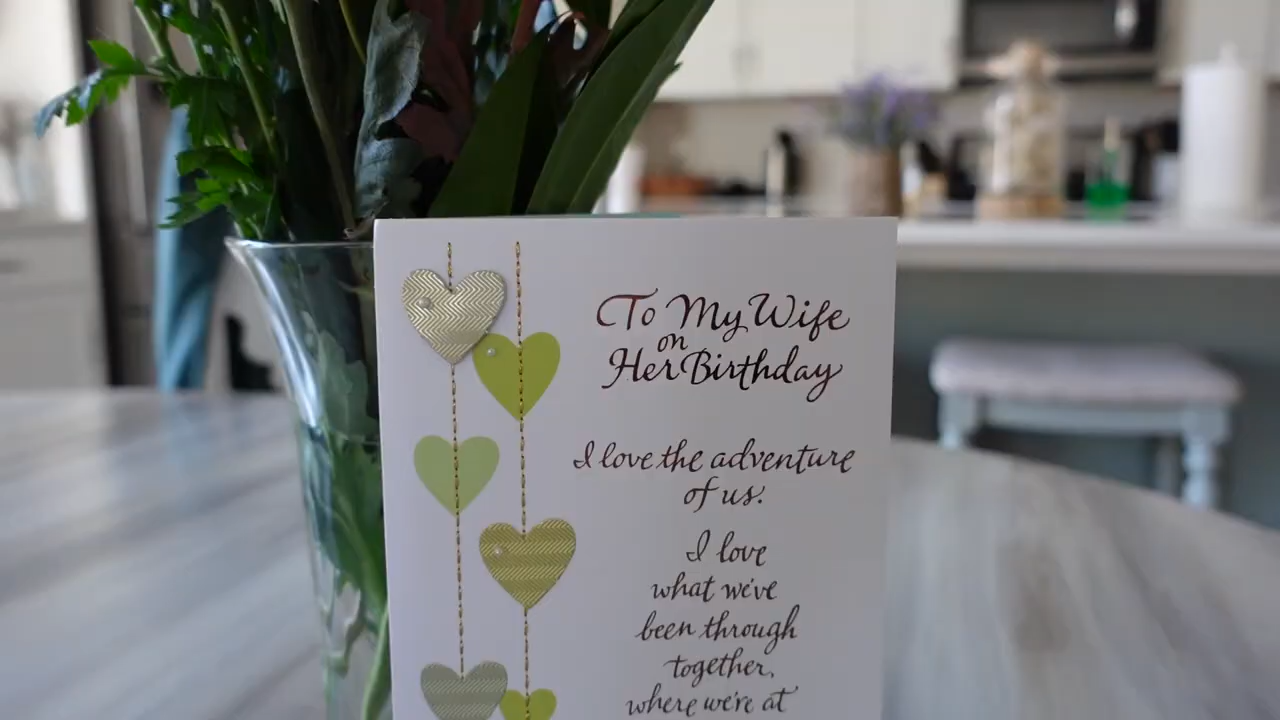 To My Wife
on
Her Birthday
I love the adventure
of us.
I love
what we've
been through
together,
where we're at